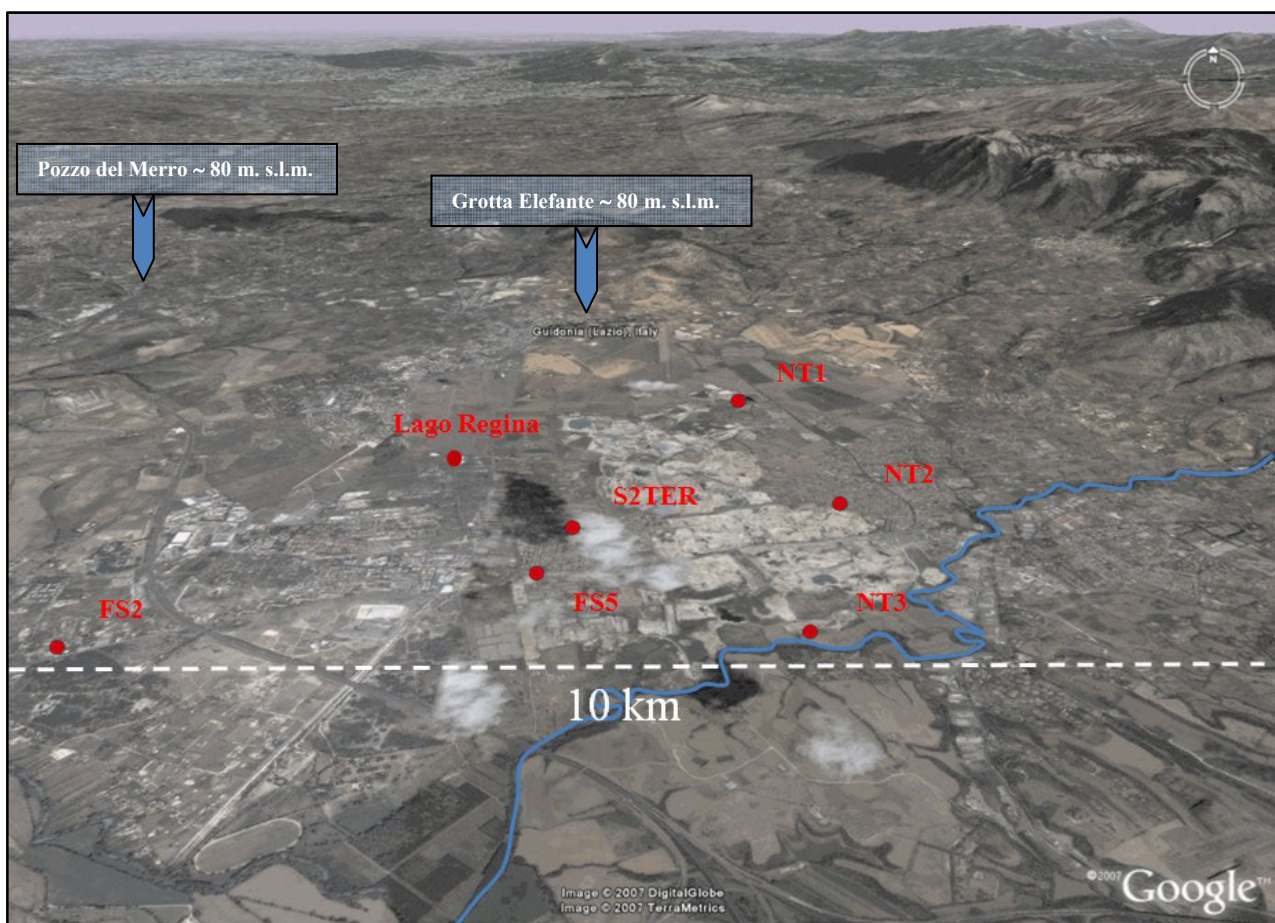 N
Pozzo del Merro ~ 80 m. s.l.m.
Grotta Elefante ~ 80 m. s.l.m.
Guidonia (Lazio), Italy
NT1
Lago Regina
NT2
S2TER
FS5
NT3
FS2
10 km
Image © 2007 DigitalGlobe
Image © 2007 TerraMetrics
©2007 Google™